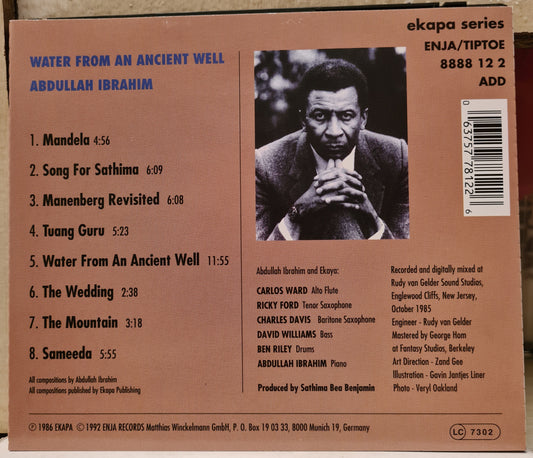 ekapa series
ENJA/TIPTOE
8888 12 2
ADD
WATER FROM AN ANCIENT WELL
ABDULLAH IBRAHIM
1. Mandela 4:56
2. Song For Sathima 6:09
3. Manenberg Revisited 6:08
4. Tuang Guru 5:23
5. Water From An Ancient Well 11:55
6. The Wedding 2:38
7. The Mountain 3:18
8. Sameeda 5:55
All compositions by Abdullah Ibrahim
All compositions published by Ekapa Publishing
0 63757 78122 6
Abdullah Ibrahim and Ekaya:
CARLOS WARD Alto Flute
RICKY FORD Tenor Saxophone
CHARLES DAVIS Baritone Saxophone
DAVID WILLIAMS Bass
BEN RILEY Drums
ABDULLAH IBRAHIM Piano
Produced by Sathima Bea Benjamin
Recorded and digitally mixed at
Rudy van Gelder Sound Studios,
Englewood Cliffs, New Jersey,
October 1985
Engineer - Rudy van Gelder
Mastered by George Horn
at Fantasy Studios, Berkeley
Art Direction - Zand Gee
Illustration - Gavin Jantjes Liner
Photo - Veryl Oakland
℗ 1986 EKAPA © 1992 ENJA RECORDS Matthias Winckelmann GmbH, P. O. Box 19 03 33, 8000 Munich 19, Germany
LC 7302